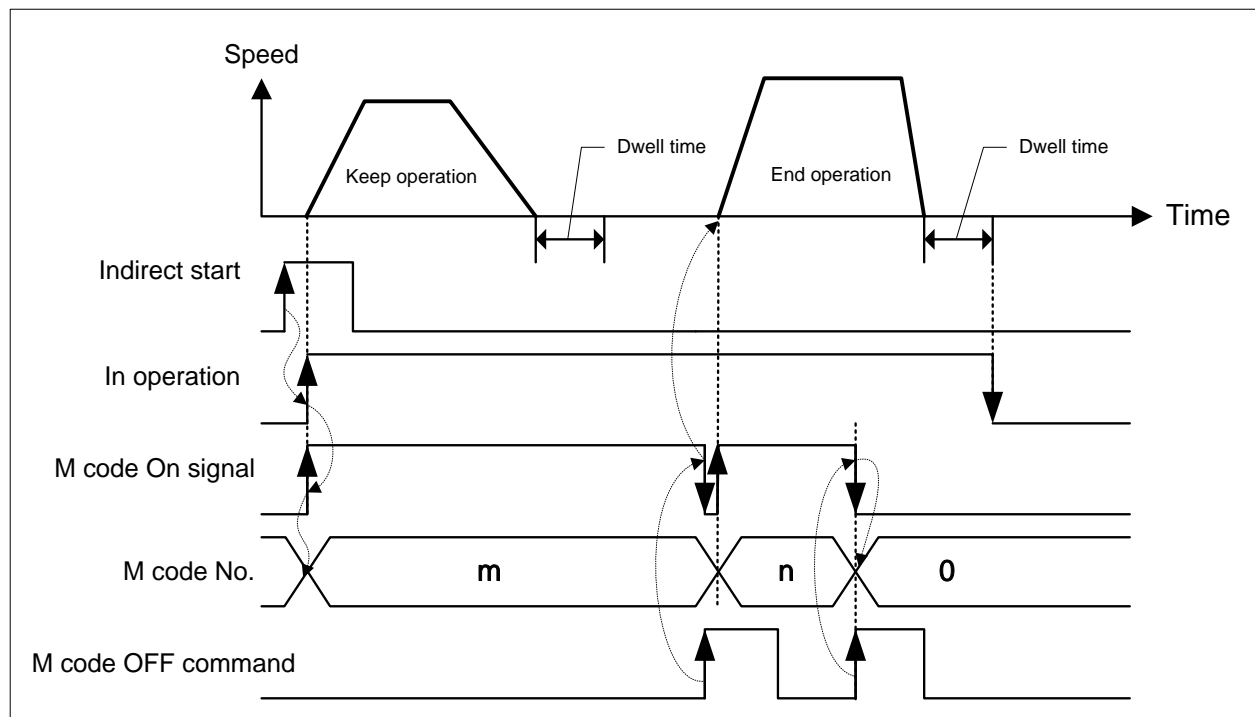 Speed
Keep operation
Dwell time
End operation
Dwell time
Time
Indirect start
In operation
M code On signal
M code No.
m
n
0
M code OFF command